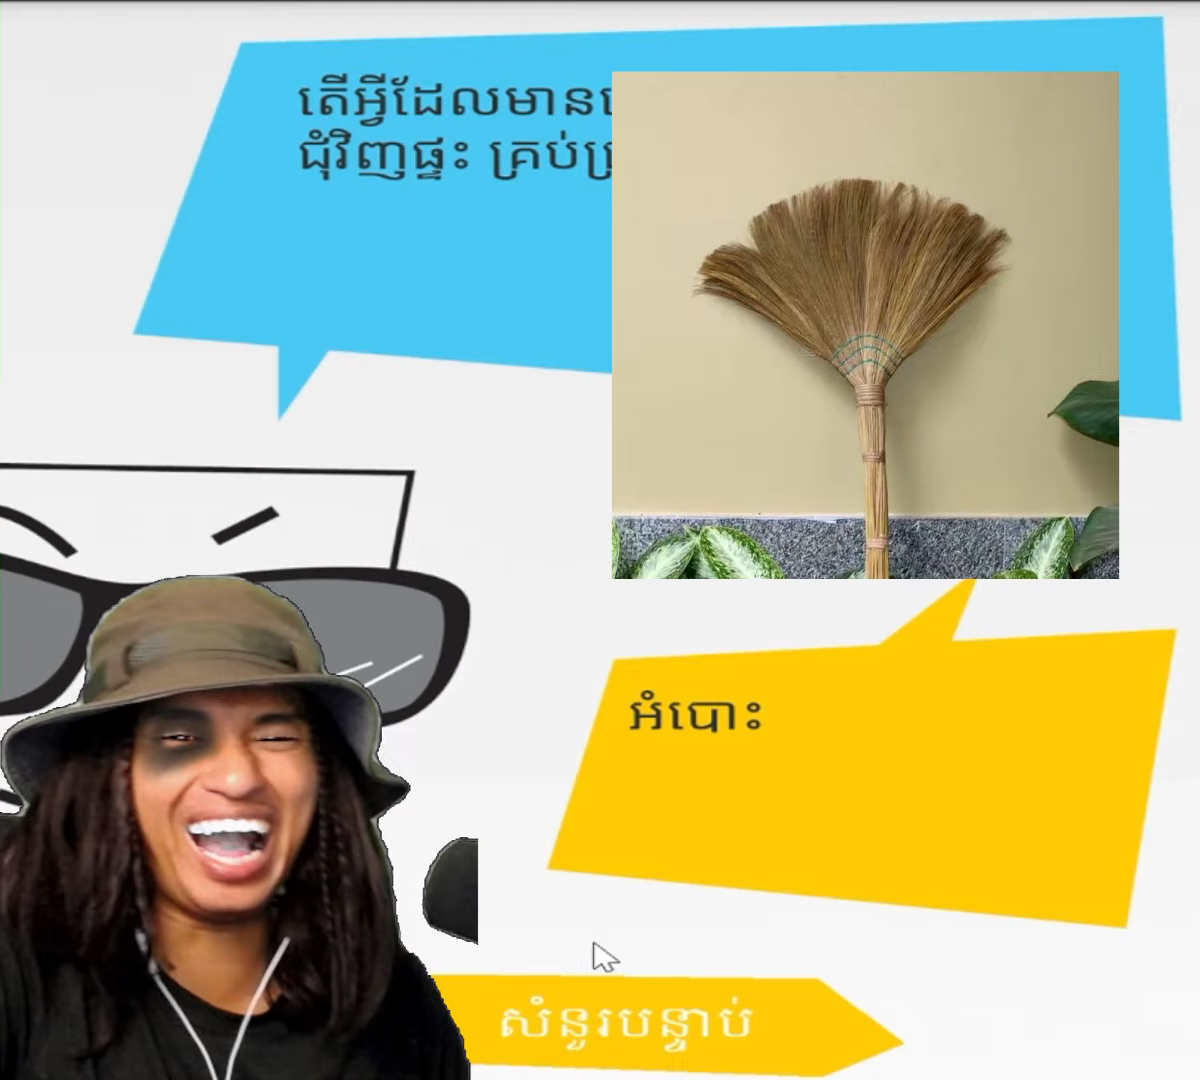 តើអ្វីដែលមាន
ជុំវិញផ្ទះ គ្រប់
អំបោះ
សំនួរបន្ទាប់